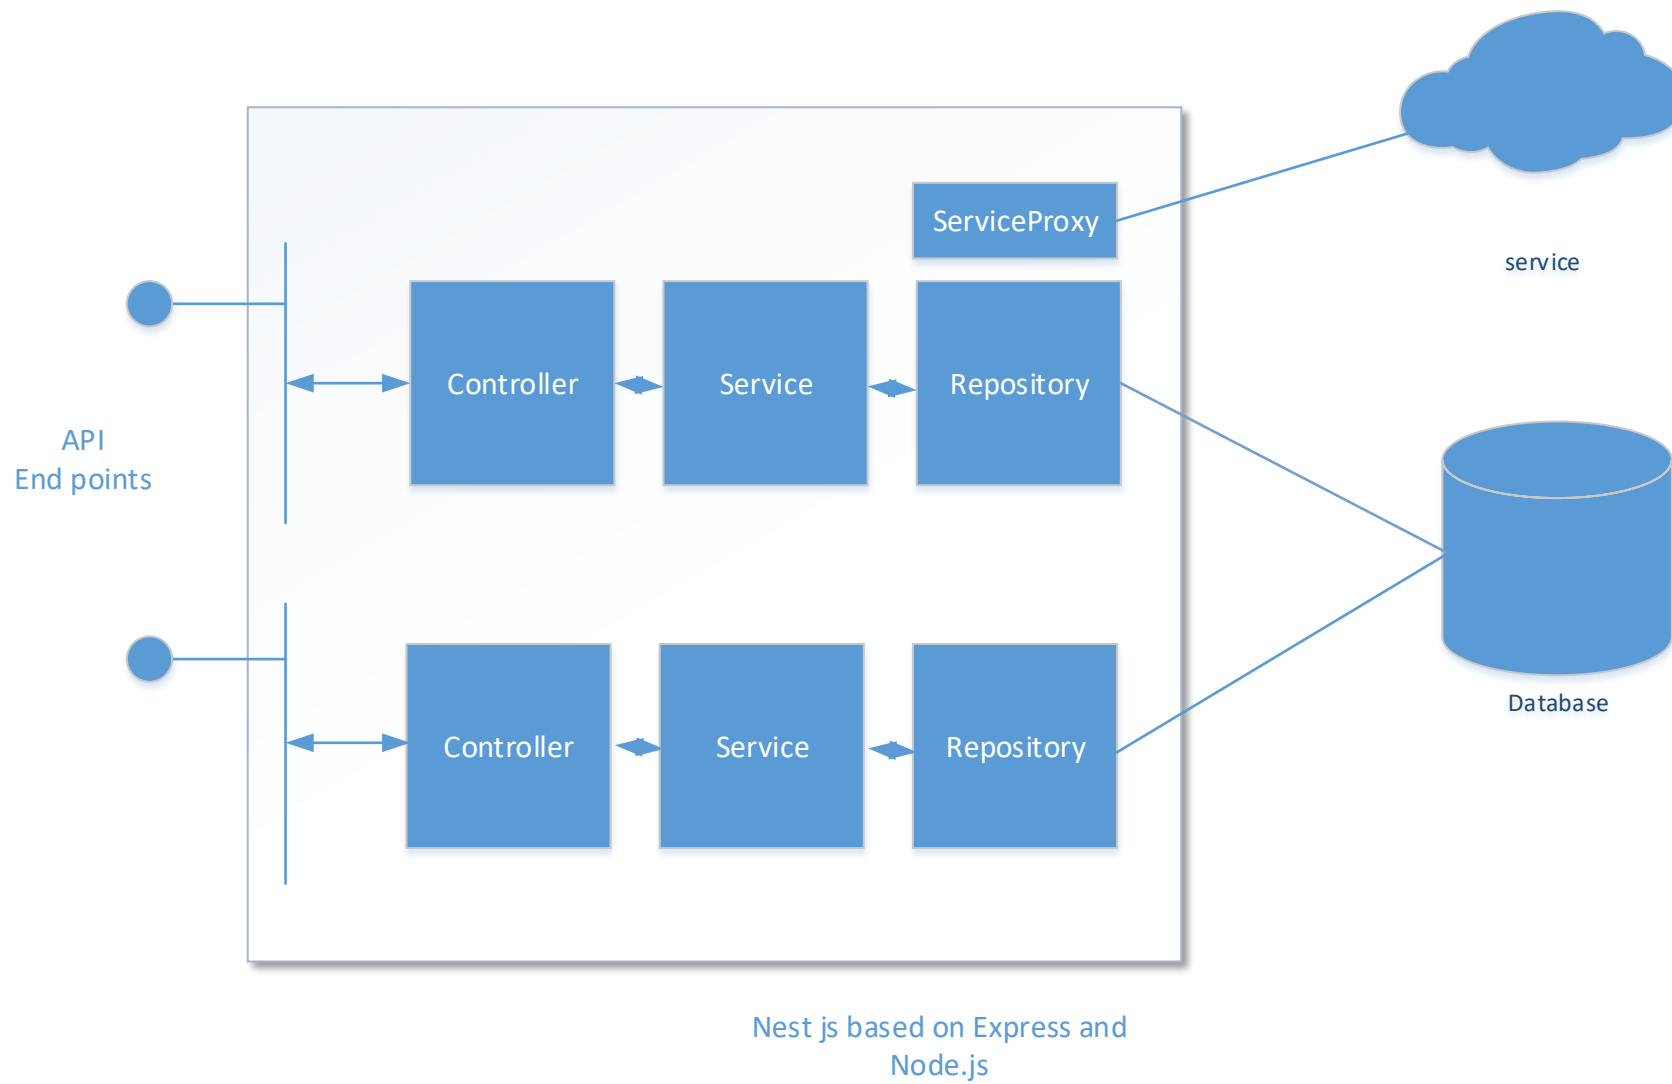 ServiceProxy
service
Controller
Service
Repository
API
End points
Database
Controller
Service
Repository
Nest js based on Express and
Node.js